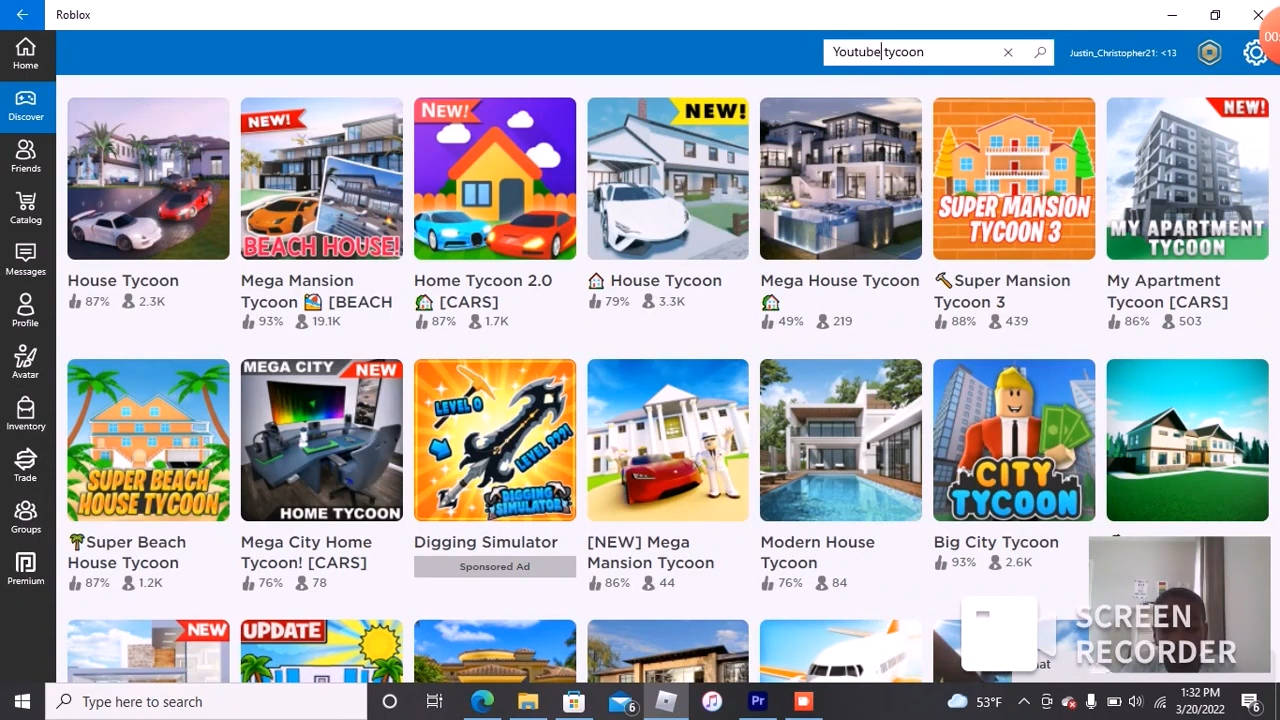 Roblox
00:
Youtube tycoon
Justin_Christopher21: <13
Home
Discover
Friends
Catalog
Messages
Profile
Avatar
Inventory
Trade
Groups
Premium
NEW!
BEACH HOUSE!
New!
NEW!
SUPER MANSION
TYCOON 3
NEW!
MY APARTMENT
TYCOON
House Tycoon
87% 2.3K
Mega Mansion
Tycoon 🏖️ [BEACH
93% 19.1K
Home Tycoon 2.0
🏡 [CARS]
87% 1.7K
🏠 House Tycoon
79% 3.3K
Mega House Tycoon
🏡
49% 219
🔨Super Mansion
Tycoon 3
88% 439
My Apartment
Tycoon [CARS]
86% 503
SUPER BEACH
HOUSE TYCOON
MEGA CITY NEW
HOME TYCOON
LEVEL 0
LEVEL 999!
DIGGING
SIMULATOR
CITY
TYCOON
🌴Super Beach
House Tycoon
87% 1.2K
Mega City Home
Tycoon! [CARS]
76% 78
Digging Simulator
Sponsored Ad
[NEW] Mega
Mansion Tycoon
86% 44
Modern House
Tycoon
76% 84
Big City Tycoon
93% 2.6K
NEW
UPDATE
SCREEN
RECORDER
Type here to search
6
Pr
53°F
1:32 PM
3/20/2022
6